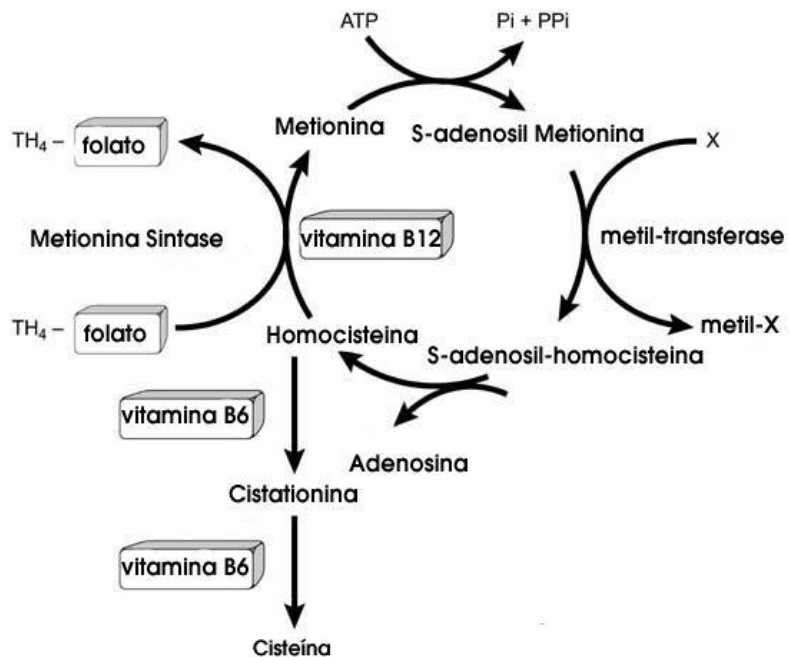 ATP
Pi + PPi
Metionina
S-adenosil Metionina
TH₄ – folato
X
Metionina Sintase
vitamina B12
metil-transferase
TH₄ – folato
Homocisteina
metil-X
S-adenosil-homocisteina
vitamina B6
Adenosina
Cistationina
vitamina B6
Cisteína